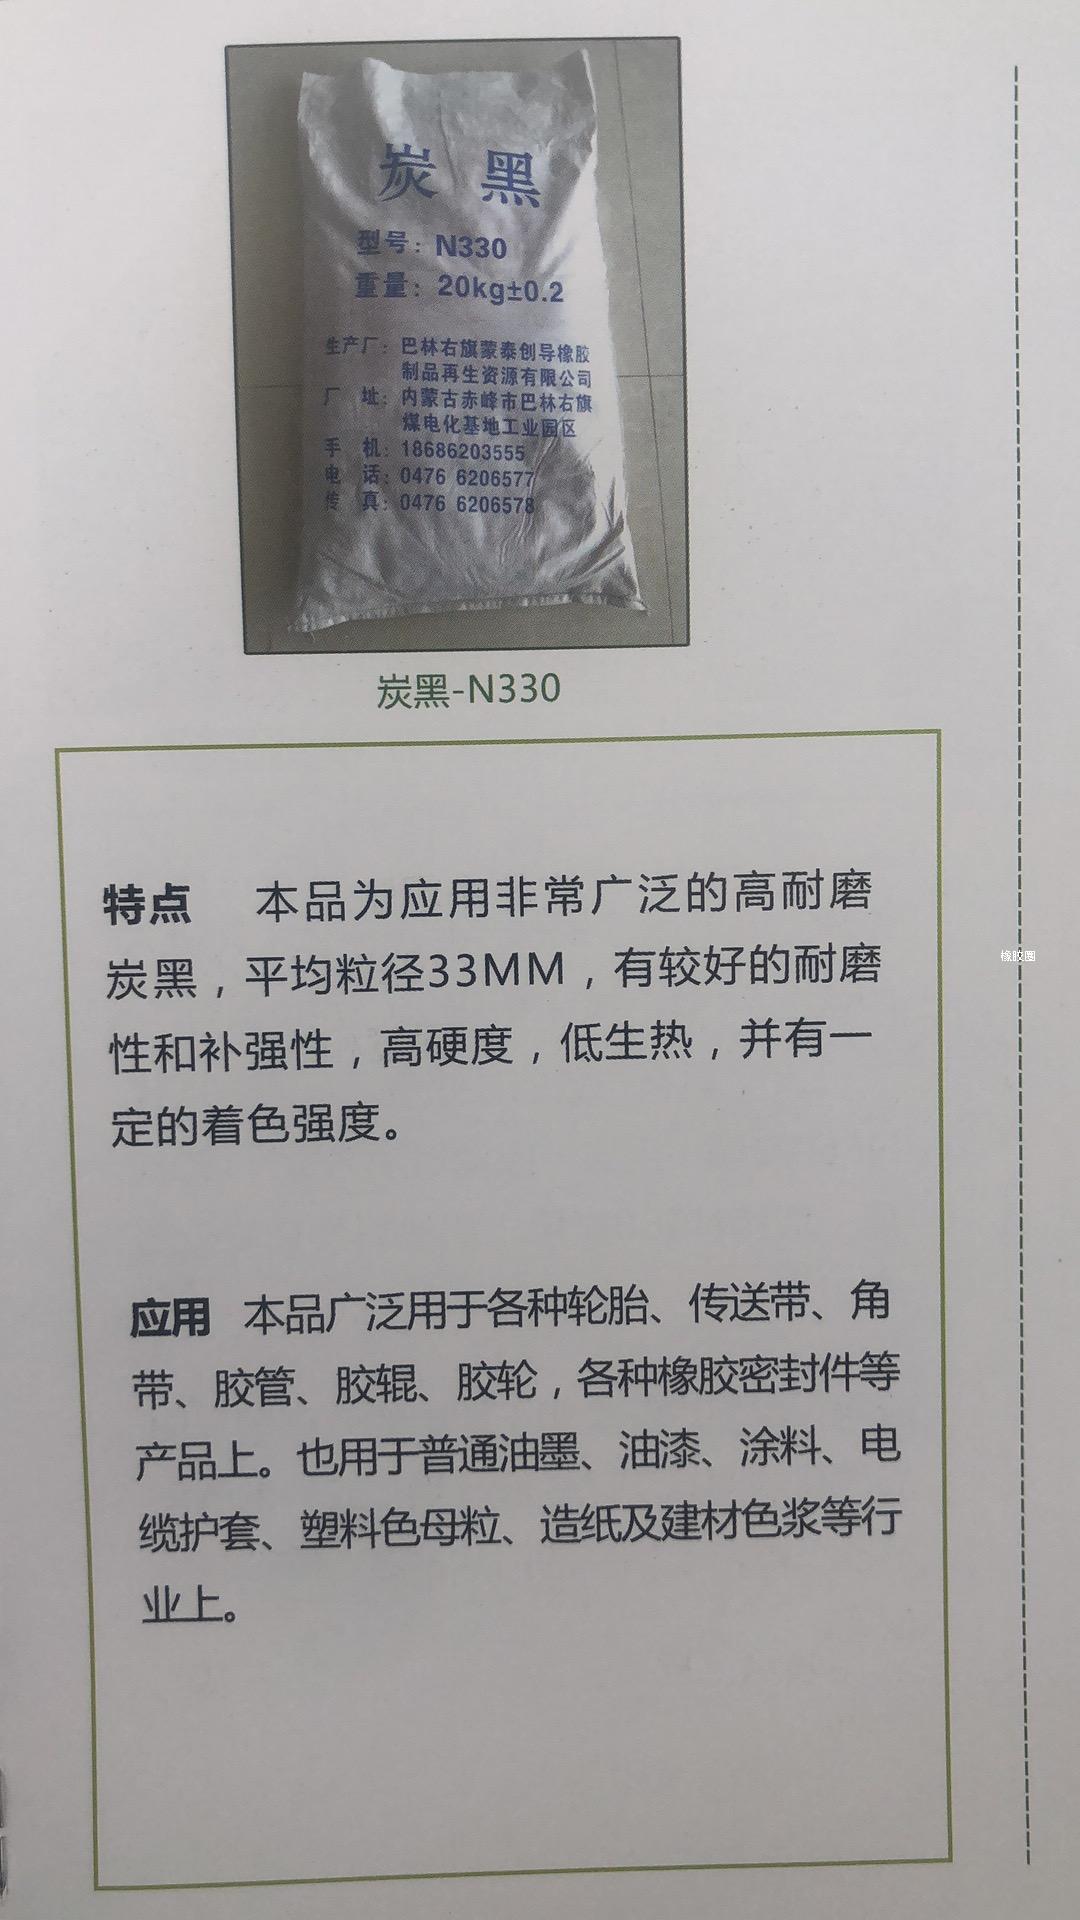 炭 黑
型号：N330
重量：20kg±0.2
生产厂：巴林右旗蒙泰创导橡胶
制品再生资源有限公司
厂 址：内蒙古赤峰市巴林右旗
煤电化基地工业园区
手 机：18686203555
电 话：0476 6206577
传 真：0476 6206578
炭黑-N330
特点 本品为应用非常广泛的高耐磨
炭黑，平均粒径33MM，有较好的耐磨
性和补强性，高硬度，低生热，并有一
定的着色强度。
应用 本品广泛用于各种轮胎、传送带、角
带、胶管、胶辊、胶轮，各种橡胶密封件等
产品上。也用于普通油墨、油漆、涂料、电
缆护套、塑料色母粒、造纸及建材色浆等行
业上。
橡胶圈